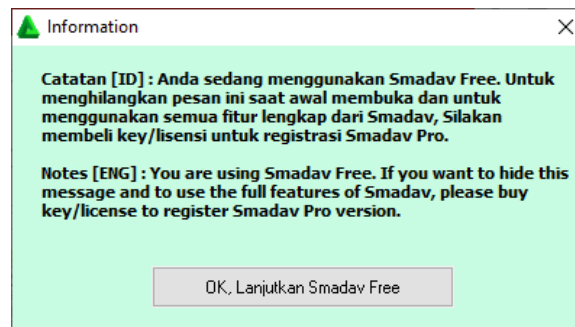 Information
Catatan [ID] : Anda sedang menggunakan Smadav Free. Untuk
menghilangkan pesan ini saat awal membuka dan untuk
menggunakan semua fitur lengkap dari Smadav, Silakan
membeli key/lisensi untuk registrasi Smadav Pro.
Notes [ENG] : You are using Smadav Free. If you want to hide this
message and to use the full features of Smadav, please buy
key/license to register Smadav Pro version.
OK, Lanjutkan Smadav Free